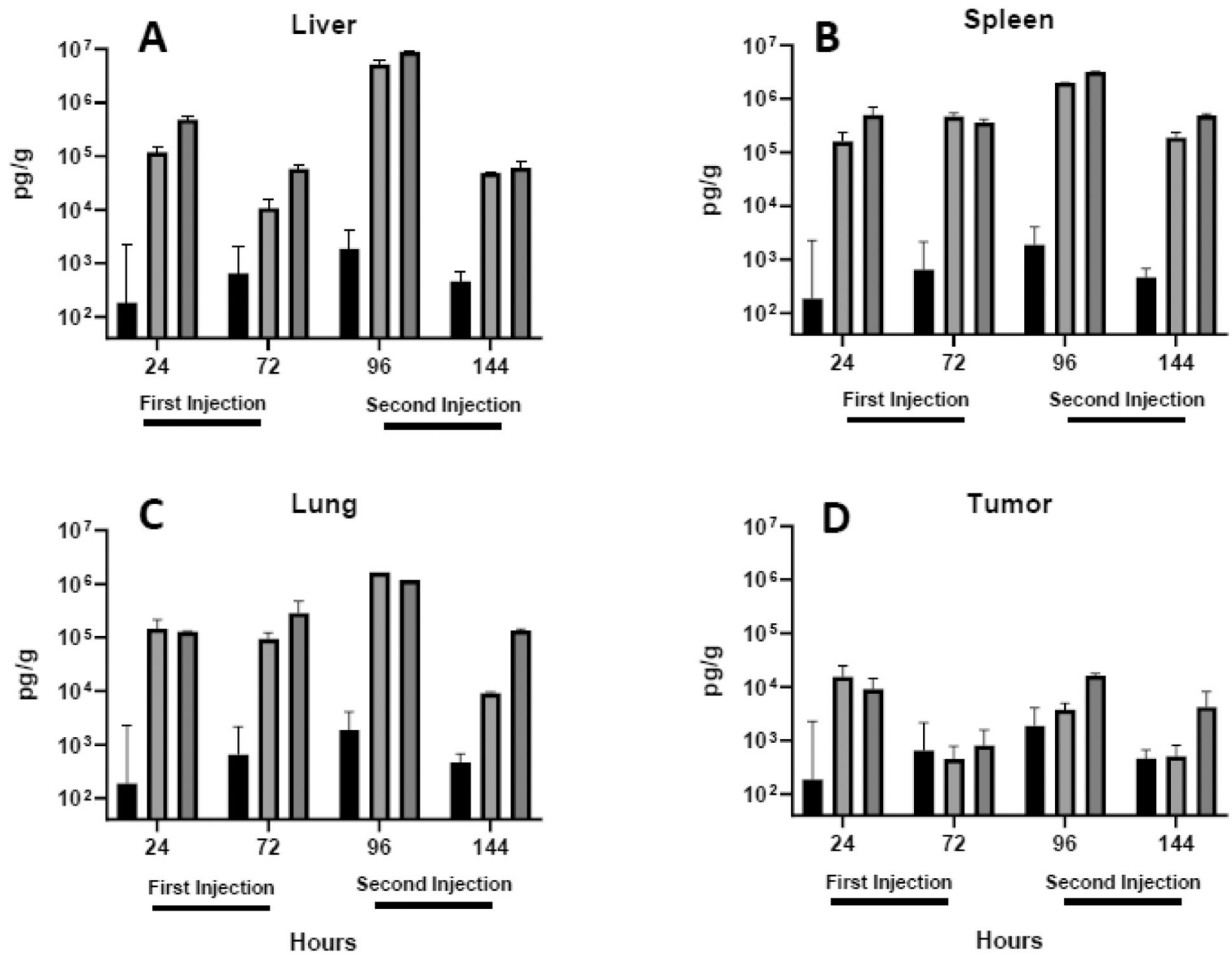 A Liver
pg/g
10⁷
10⁶
10⁵
10⁴
10³
10²
24 72 96 144
First Injection Second Injection
B Spleen
pg/g
10⁷
10⁶
10⁵
10⁴
10³
10²
24 72 96 144
First Injection Second Injection
C Lung
pg/g
10⁷
10⁶
10⁵
10⁴
10³
10²
24 72 96 144
First Injection Second Injection
Hours
D Tumor
pg/g
10⁷
10⁶
10⁵
10⁴
10³
10²
24 72 96 144
First Injection Second Injection
Hours